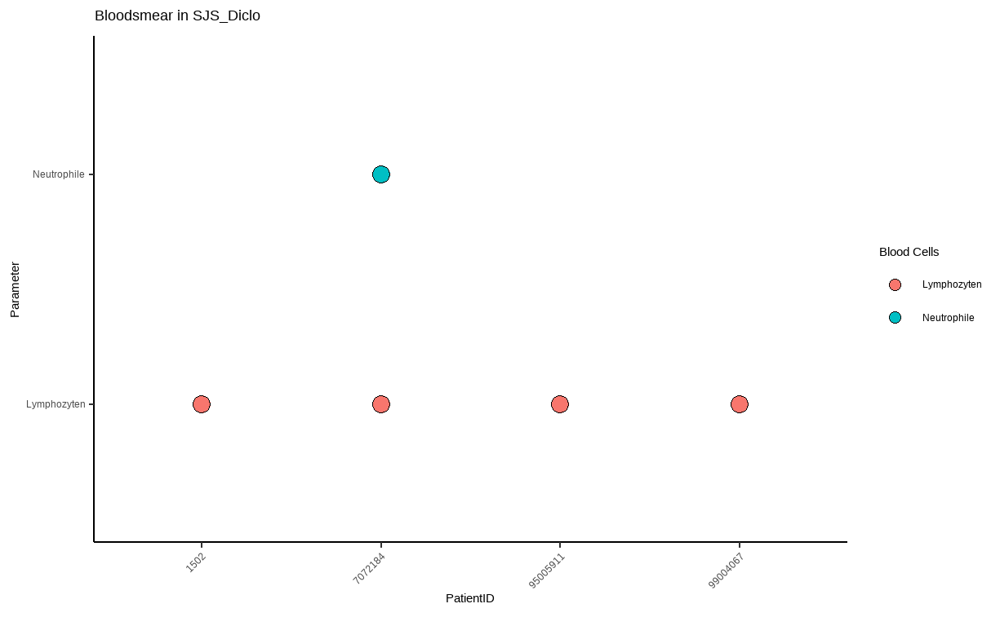 Bloodsmear in SJS_Diclo
Parameter
Neutrophile
Lymphozyten
1502
7072184
95005911
99004067
PatientID
Blood Cells
Lymphozyten
Neutrophile